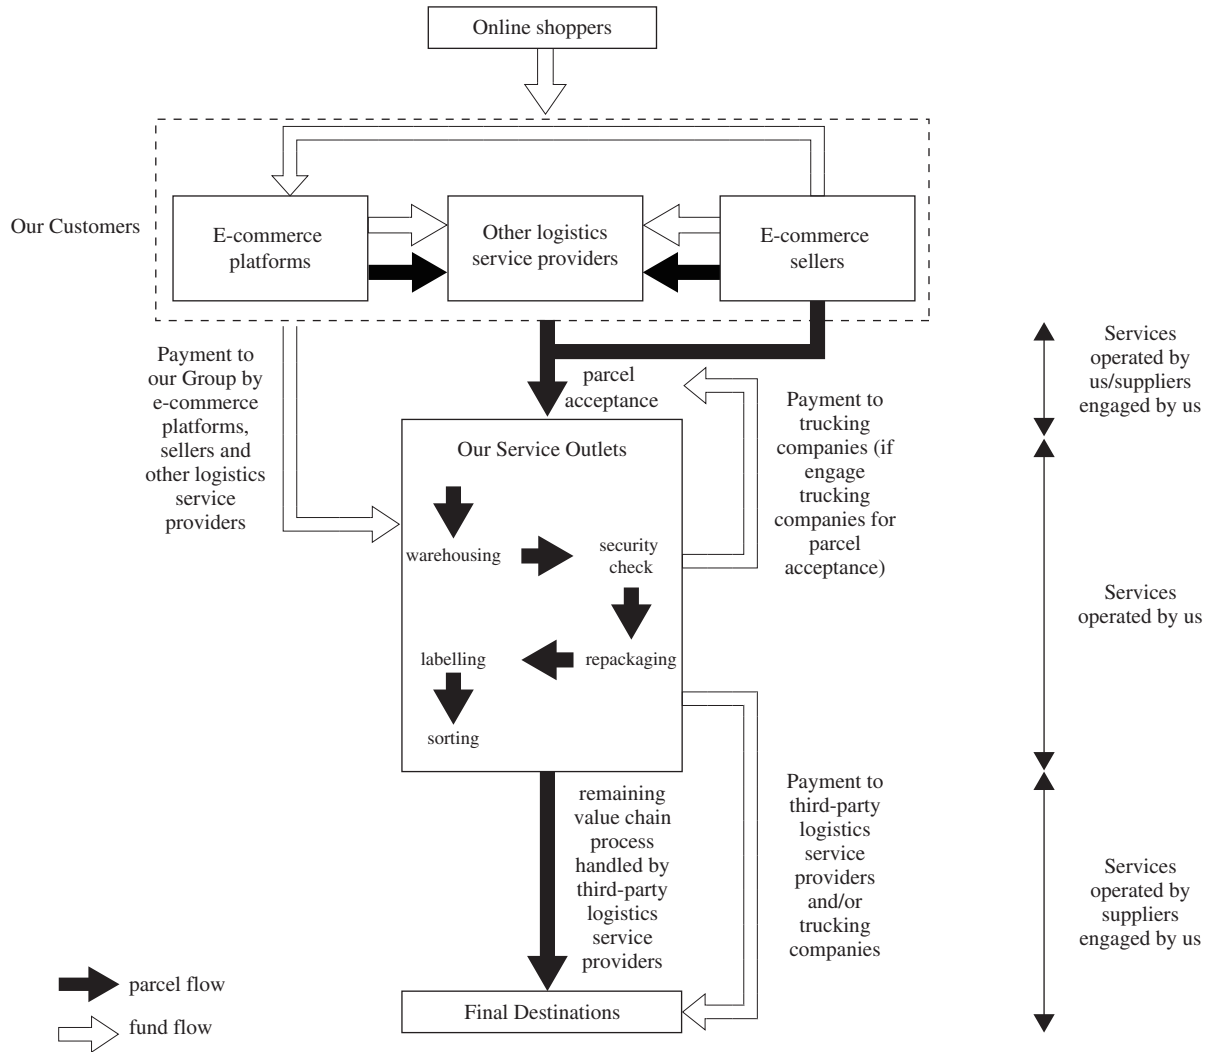 Online shoppers
Our Customers
E-commerce
platforms
Other logistics
service providers
E-commerce
sellers
Payment to
our Group by
e-commerce
platforms,
sellers and
other logistics
service
providers
parcel
acceptance
Payment to
trucking
companies (if
engage
trucking
companies for
parcel
acceptance)
Services
operated by
us/suppliers
engaged by us
Our Service Outlets
warehousing
security
check
repackaging
labelling
sorting
Services
operated by us
remaining
value chain
process
handled by
third-party
logistics
service
providers
Payment to
third-party
logistics
service
providers
and/or
trucking
companies
Services
operated by
suppliers
engaged by us
Final Destinations
parcel flow
fund flow